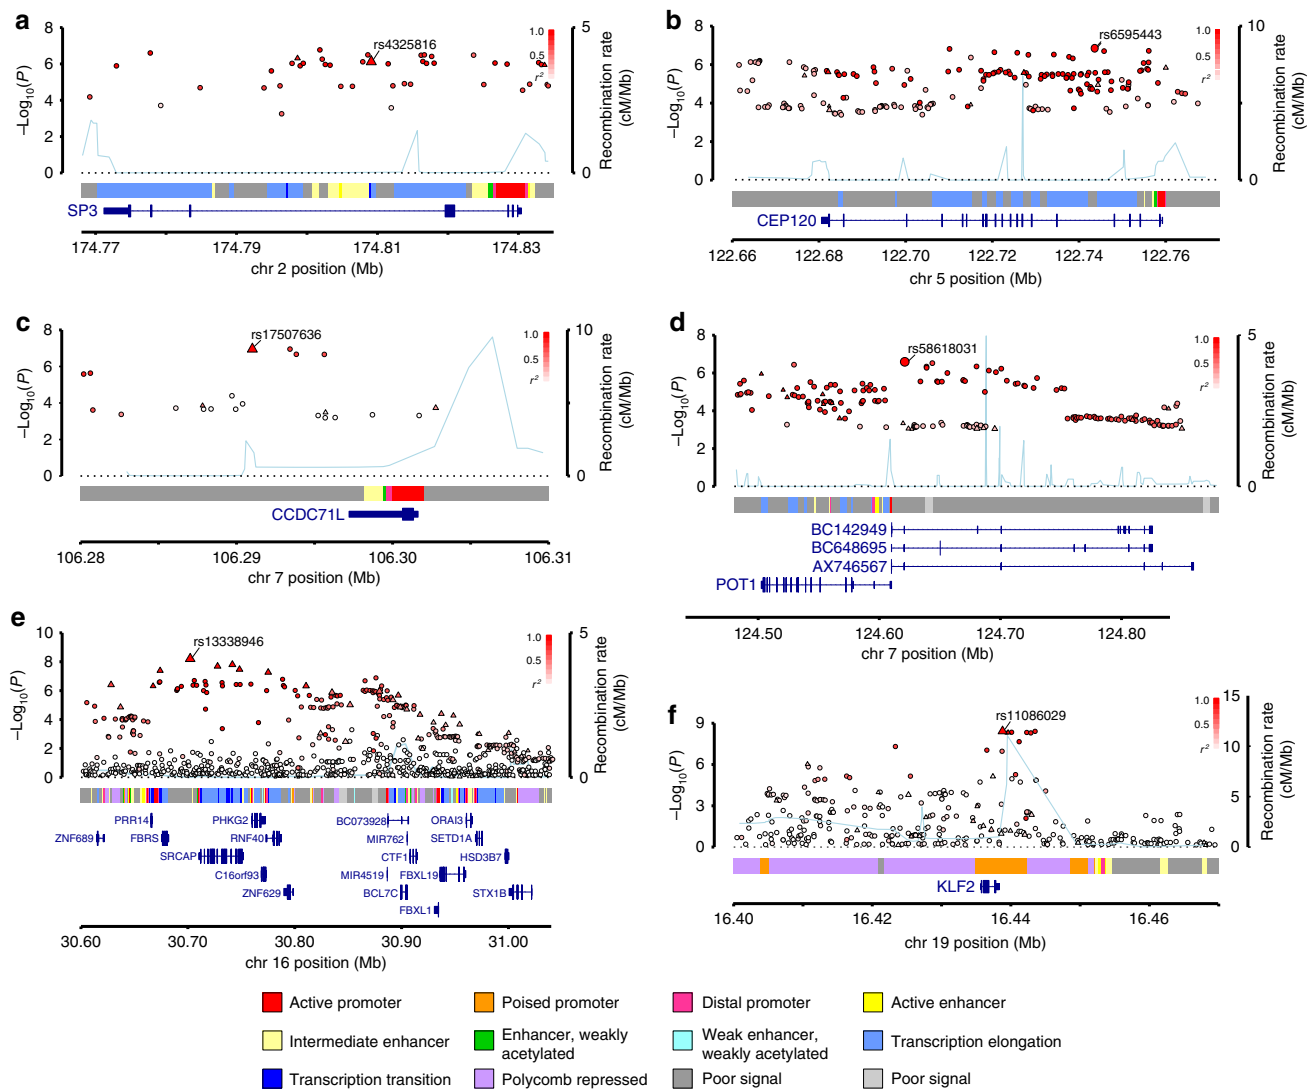 a
8
6
4
2
0
−Log10(P)
rs4325816
1.0
0.5
r²
5
0
Recombination rate
(cM/Mb)
SP3
174.77
174.79
174.81
174.83
chr 2 position (Mb)
b
8
6
4
2
0
−Log10(P)
rs6595443
1.0
0.5
r²
10
5
0
Recombination rate
(cM/Mb)
CEP120
122.66
122.68
122.70
122.72
122.74
122.76
chr 5 position (Mb)
c
8
6
4
2
0
−Log10(P)
rs17507636
1.0
0.5
r²
10
5
0
Recombination rate
(cM/Mb)
CCDC71L
106.28
106.29
106.30
106.31
chr 7 position (Mb)
d
8
6
4
2
0
−Log10(P)
rs58618031
1.0
0.5
r²
5
0
Recombination rate
(cM/Mb)
BC142949
BC648695
AX746567
POT1
124.50
124.60
124.70
124.80
chr 7 position (Mb)
e
10
8
6
4
2
0
−Log10(P)
rs13338946
1.0
0.5
r²
5
0
Recombination rate
(cM/Mb)
PRR14
PHKG2
BC073928
ORAI3
ZNF689
FBRS
RNF40
MIR762
SETD1A
SRCAP
CTF1
HSD3B7
C16orf93
MIR4519
FBXL19
ZNF629
BCL7C
STX1B
FBXL1
30.60
30.70
30.80
30.90
31.00
chr 16 position (Mb)
f
9
6
3
0
−Log10(P)
rs11086029
1.0
0.5
r²
15
10
5
0
Recombination rate
(cM/Mb)
KLF2
16.40
16.42
16.44
16.46
chr 19 position (Mb)
Active promoter
Poised promoter
Distal promoter
Active enhancer
Intermediate enhancer
Enhancer, weakly
acetylated
Weak enhancer,
weakly acetylated
Transcription elongation
Transcription transition
Polycomb repressed
Poor signal
Poor signal